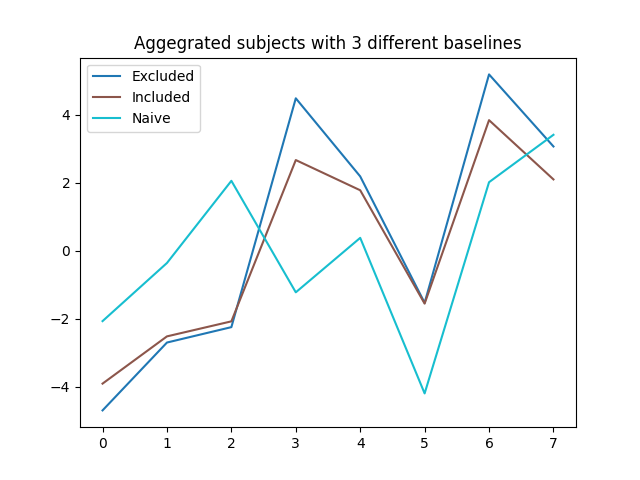 Aggegrated subjects with 3 different baselines
Excluded
Included
Naive
4
2
0
−2
−4
0 1 2 3 4 5 6 7